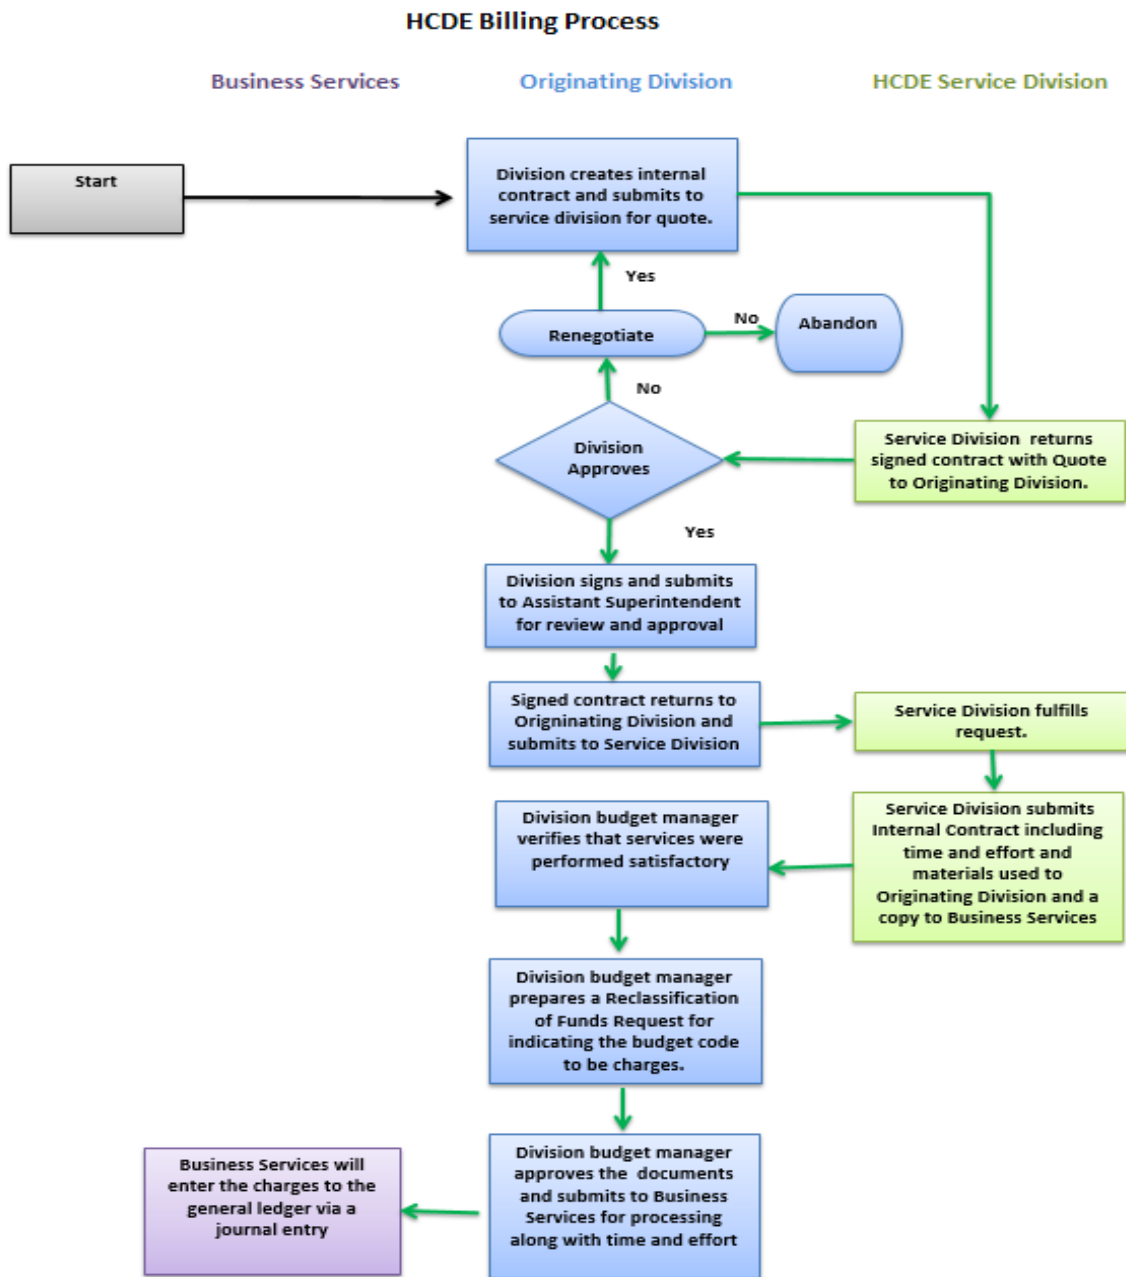 HCDE Billing Process
Business Services
Originating Division
HCDE Service Division
Start
Division creates internal
contract and submits to
service division for quote.
Yes
Renegotiate
No
Abandon
No
Division
Approves
Service Division  returns
signed contract with Quote
to Originating Division.
Yes
Division signs and submits
to Assistant Superintendent
for review and approval
Signed contract returns to
Origninating Division and
submits to Service Division
Service Division fulfills
request.
Division budget manager
verifies that services were
performed satisfactory
Service Division submits
Internal Contract including
time and effort and
materials used to
Originating Division and a
copy to Business Services
Division budget manager
prepares a Reclassification
of Funds Request for
indicating the budget code
to be charges.
Division budget manager
approves the  documents
and submits to Business
Services for processing
along with time and effort
Business Services will
enter the charges to the
general ledger via a
journal entry